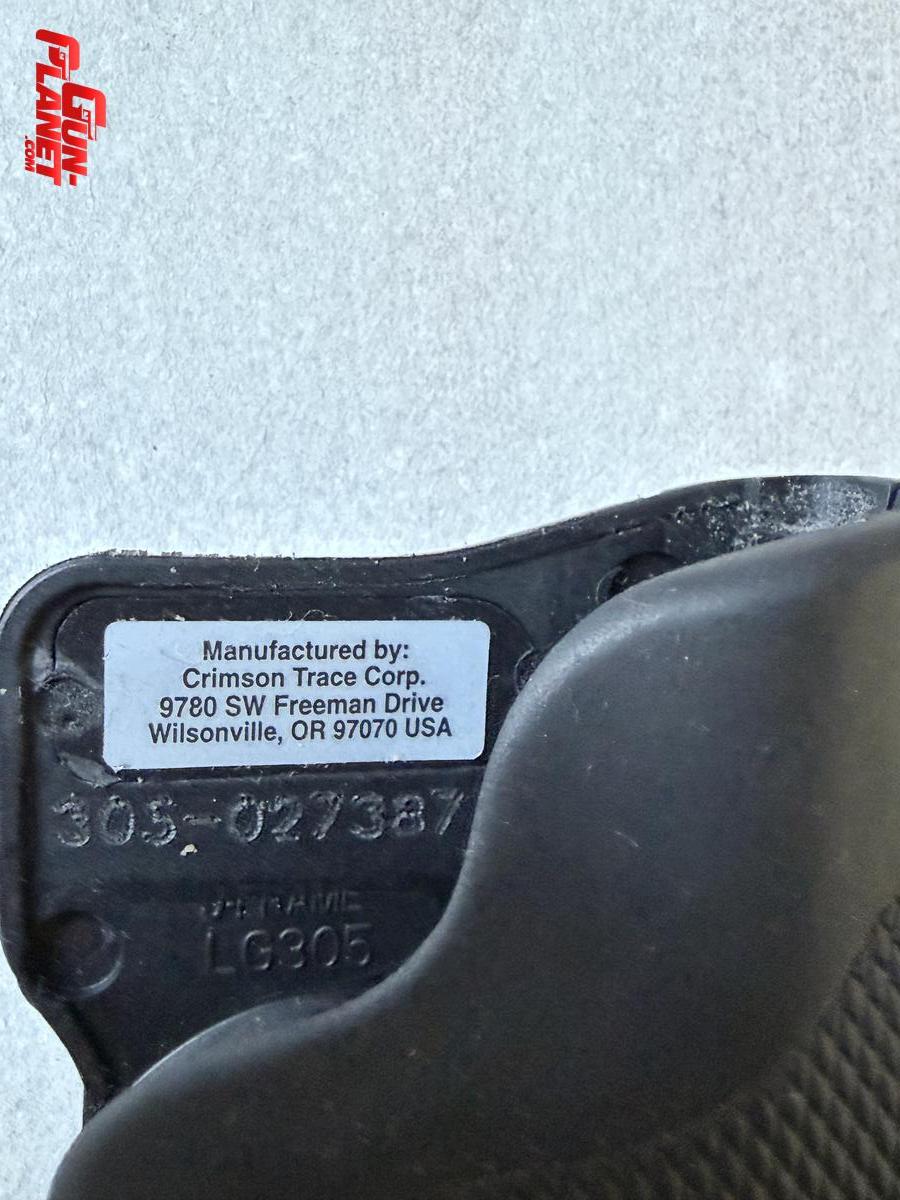 GUN-
PLANET
.COM
Manufactured by:
Crimson Trace Corp.
9780 SW Freeman Drive
Wilsonville, OR 97070 USA
305-027387
J-FRAME
LG305